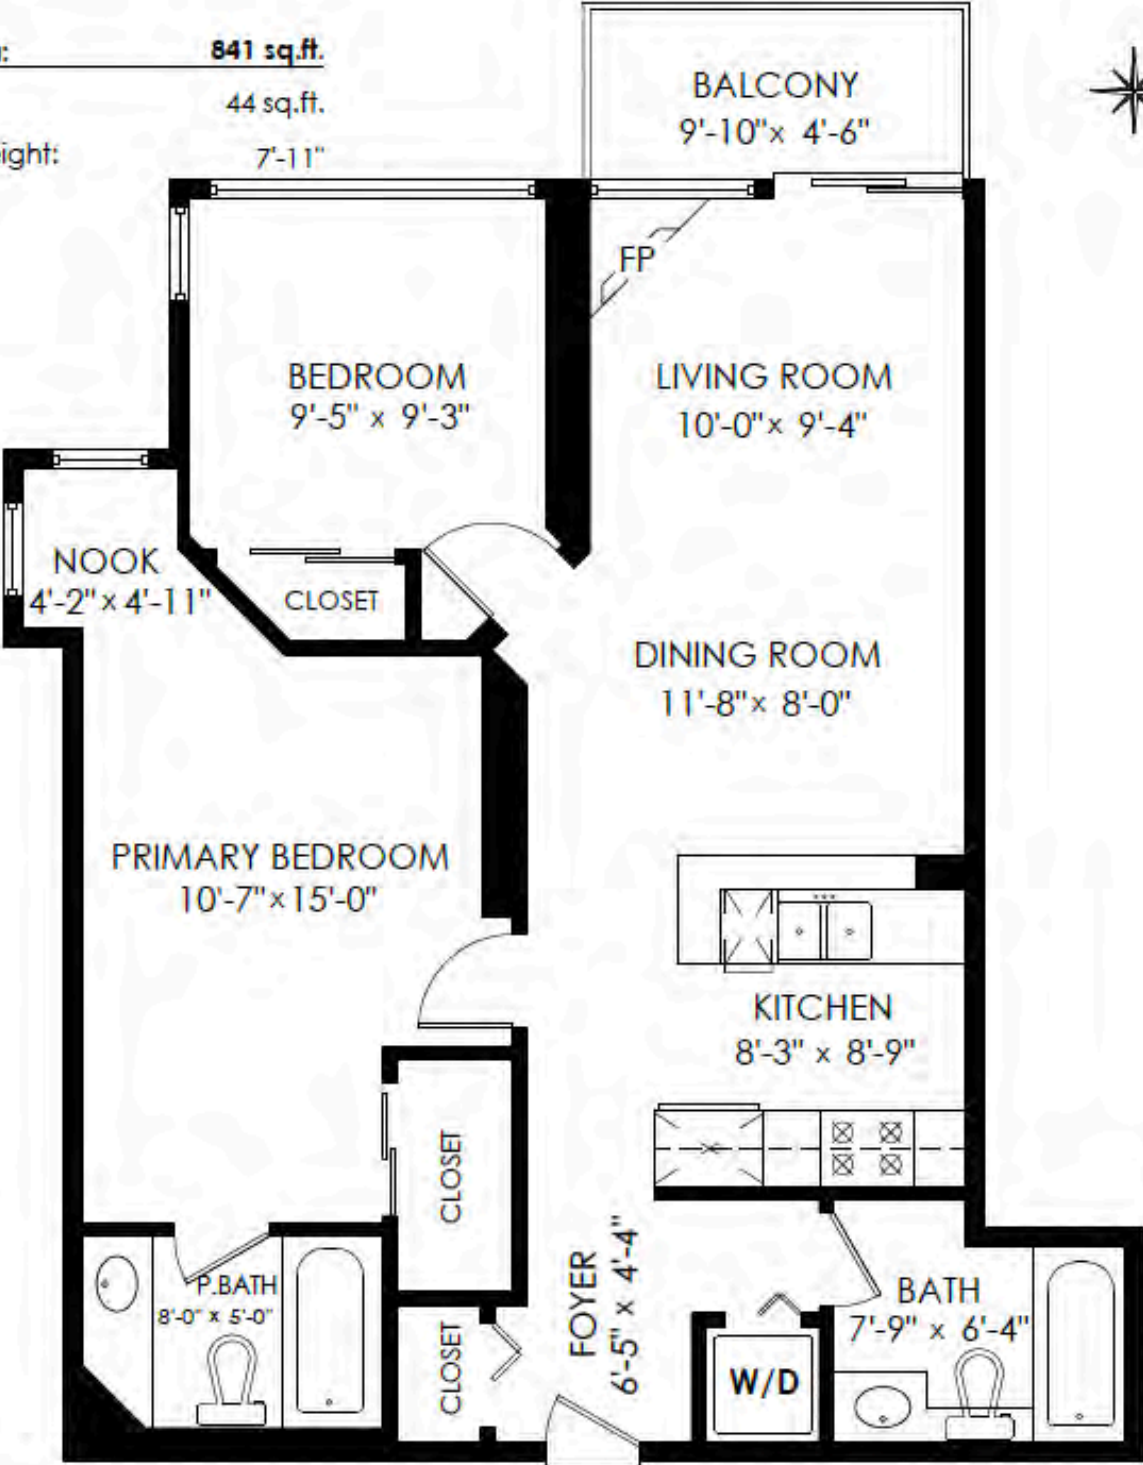 841 sq.ft.
44 sq.ft.
7'-11"
BALCONY
9'-10" x 4'-6"
FP
BEDROOM
9'-5" x 9'-3"
LIVING ROOM
10'-0" x 9'-4"
NOOK
4'-2" x 4'-11"
CLOSET
DINING ROOM
11'-8" x 8'-0"
PRIMARY BEDROOM
10'-7" x 15'-0"
KITCHEN
8'-3" x 8'-9"
CLOSET
FOYER
6'-5" x 4'-4"
P.BATH
8'-0" x 5'-0"
BATH
7'-9" x 6'-4"
CLOSET
W/D